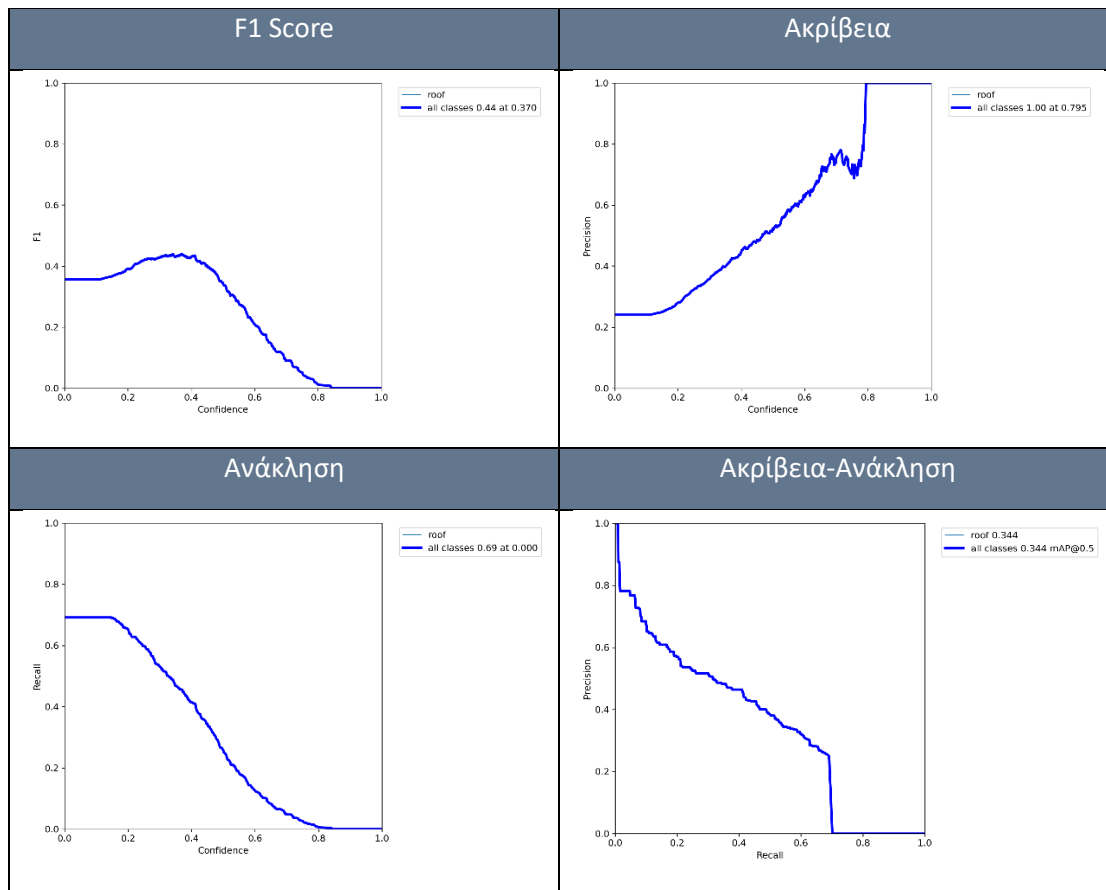 F1 Score
Ακρίβεια
1.0
0.8
0.6
0.4
0.2
0.0
F1
0.0 0.2 0.4 0.6 0.8 1.0
Confidence
roof
all classes 0.44 at 0.370
1.0
0.8
0.6
0.4
0.2
0.0
Precision
0.0 0.2 0.4 0.6 0.8 1.0
Confidence
roof
all classes 1.00 at 0.795
Ανάκληση
Ακρίβεια-Ανάκληση
1.0
0.8
0.6
0.4
0.2
0.0
Recall
0.0 0.2 0.4 0.6 0.8 1.0
Confidence
roof
all classes 0.69 at 0.000
1.0
0.8
0.6
0.4
0.2
0.0
Precision
0.0 0.2 0.4 0.6 0.8 1.0
Recall
roof 0.344
all classes 0.344 mAP@0.5